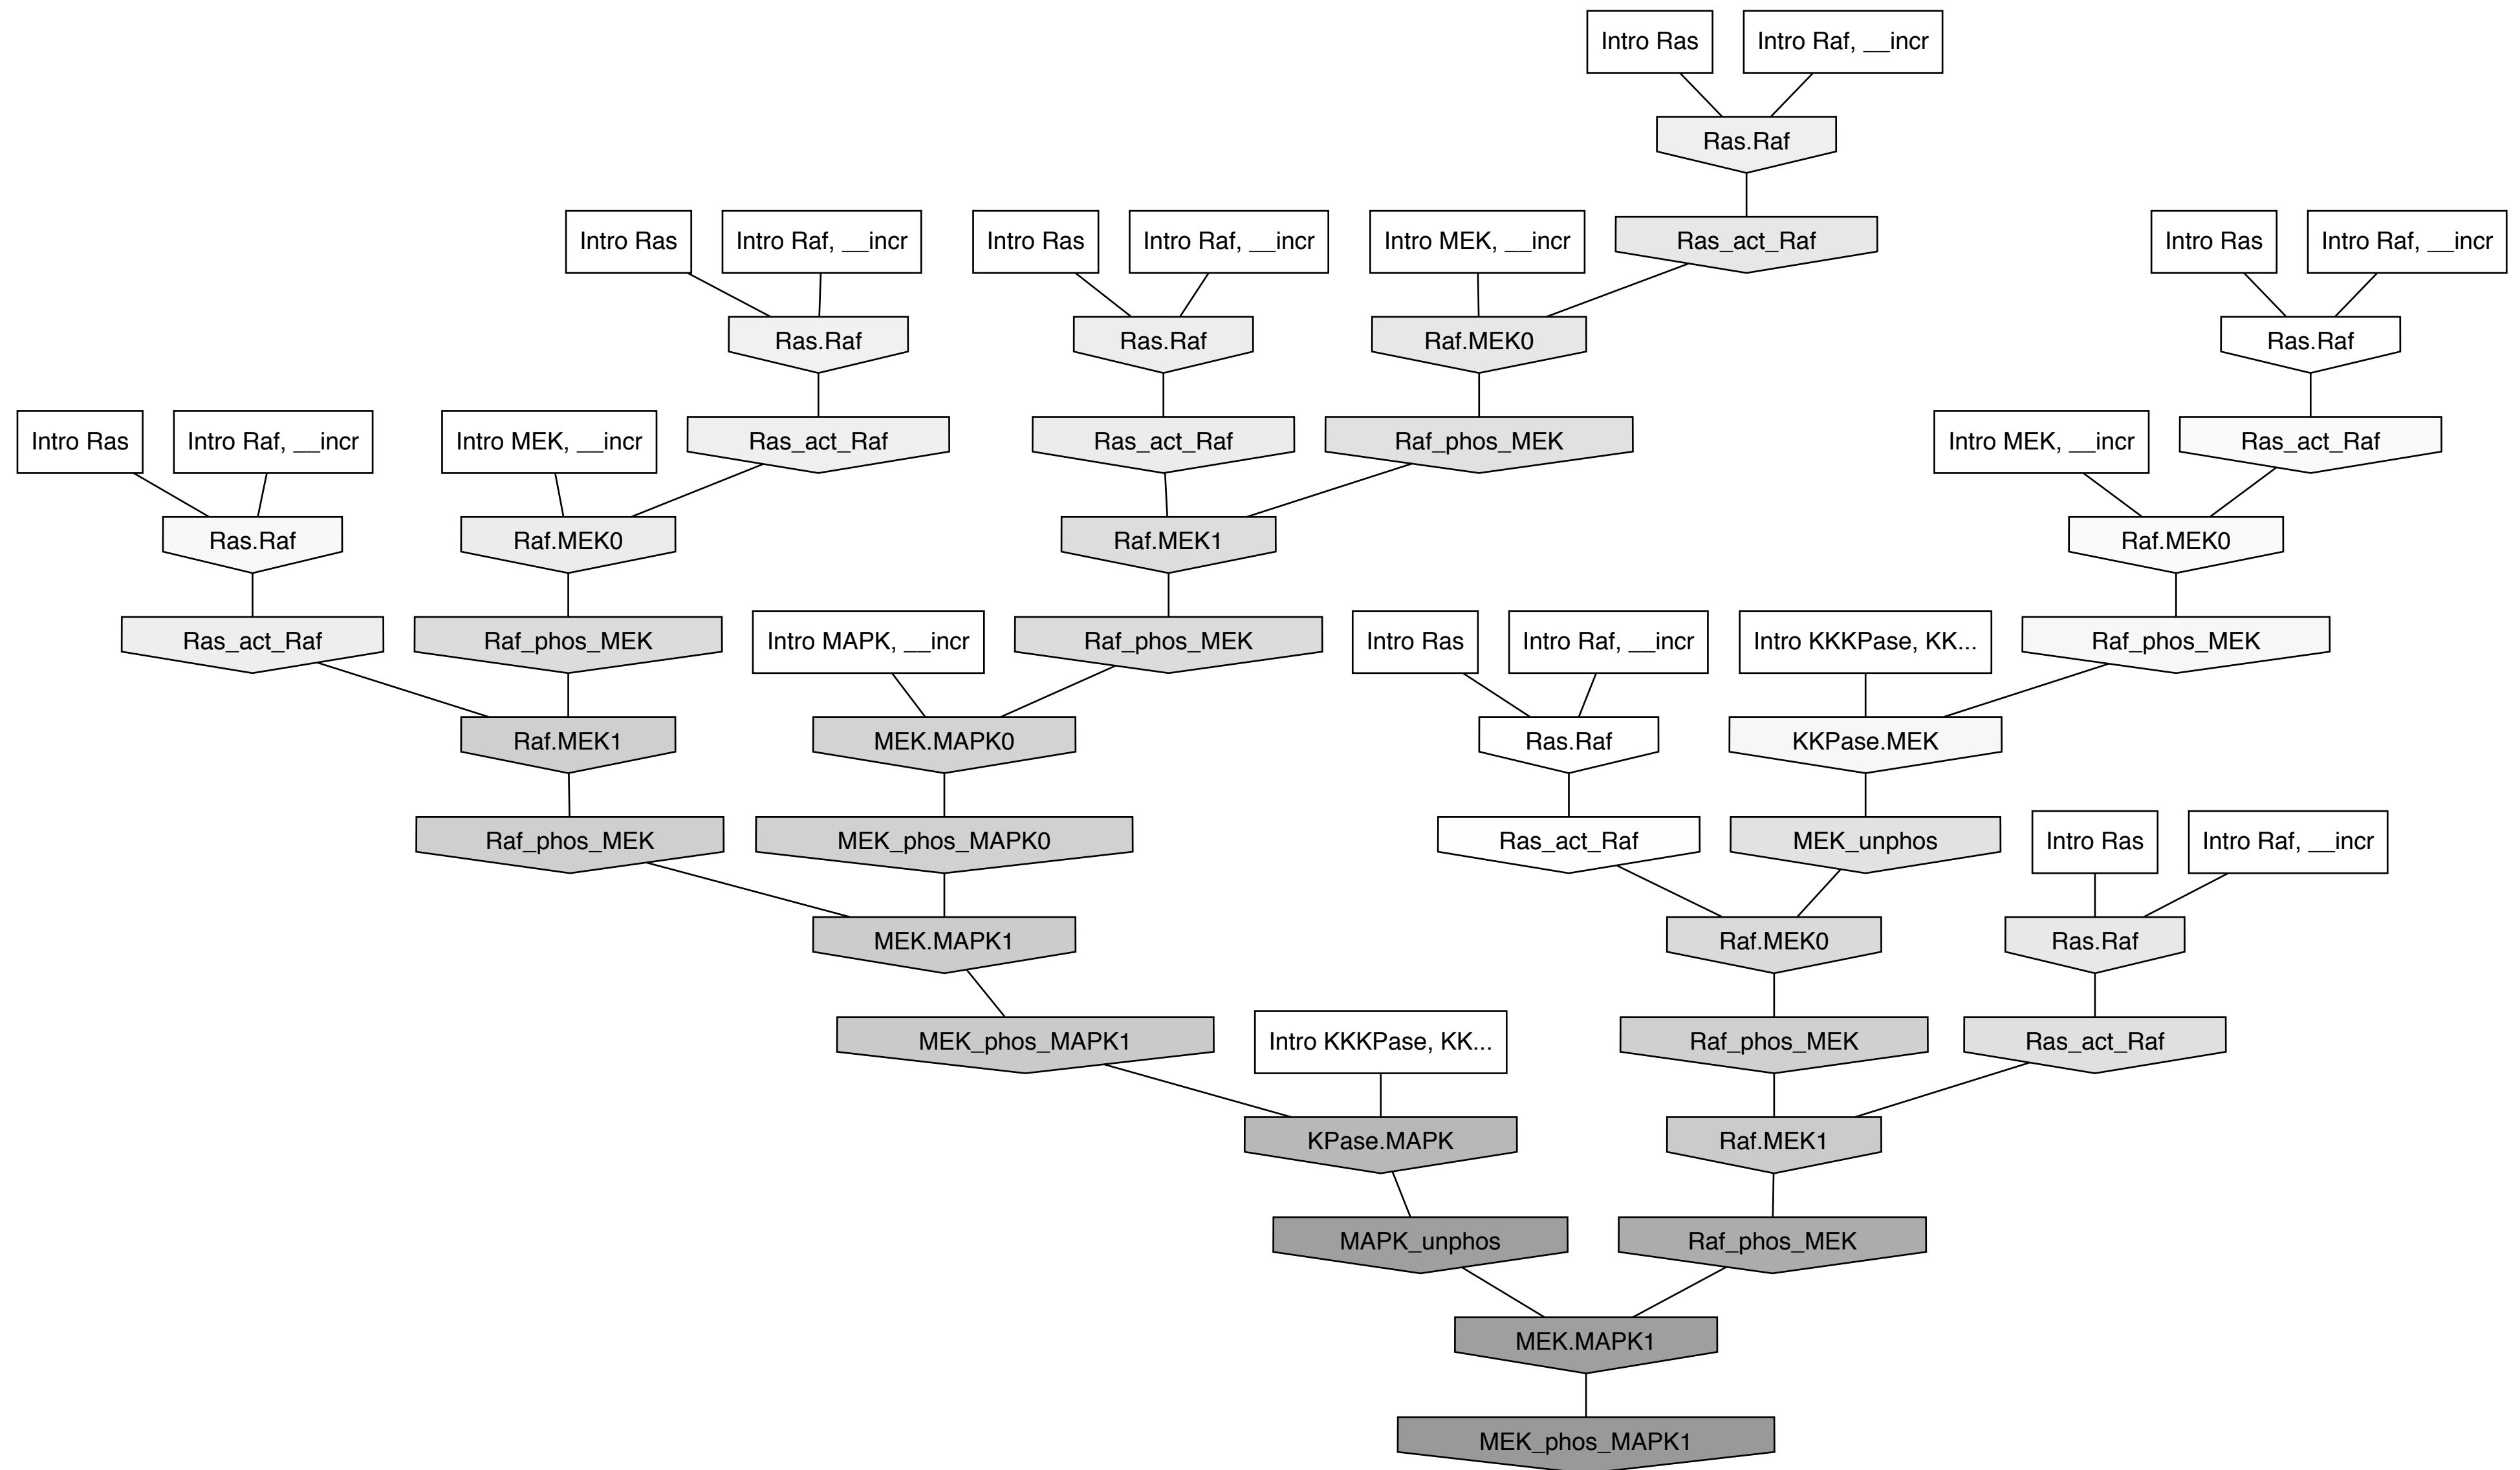 Intro Ras
Intro Raf, __incr
Ras.Raf
Intro Ras
Intro Raf, __incr
Intro Ras
Intro Raf, __incr
Intro MEK, __incr
Ras_act_Raf
Intro Ras
Intro Raf, __incr
Ras.Raf
Ras.Raf
Raf.MEK0
Ras.Raf
Intro Ras
Intro Raf, __incr
Intro MEK, __incr
Ras_act_Raf
Ras_act_Raf
Raf_phos_MEK
Intro MEK, __incr
Ras_act_Raf
Ras.Raf
Raf.MEK0
Raf.MEK1
Raf.MEK0
Ras_act_Raf
Raf_phos_MEK
Intro MAPK, __incr
Raf_phos_MEK
Intro Ras
Intro Raf, __incr
Intro KKKPase, KK...
Raf_phos_MEK
Raf.MEK1
MEK.MAPK0
Ras.Raf
KKPase.MEK
Raf_phos_MEK
MEK_phos_MAPK0
Ras_act_Raf
MEK_unphos
Intro Ras
Intro Raf, __incr
MEK.MAPK1
Raf.MEK0
Ras.Raf
MEK_phos_MAPK1
Intro KKKPase, KK...
Raf_phos_MEK
Ras_act_Raf
KPase.MAPK
Raf.MEK1
MAPK_unphos
Raf_phos_MEK
MEK.MAPK1
MEK_phos_MAPK1